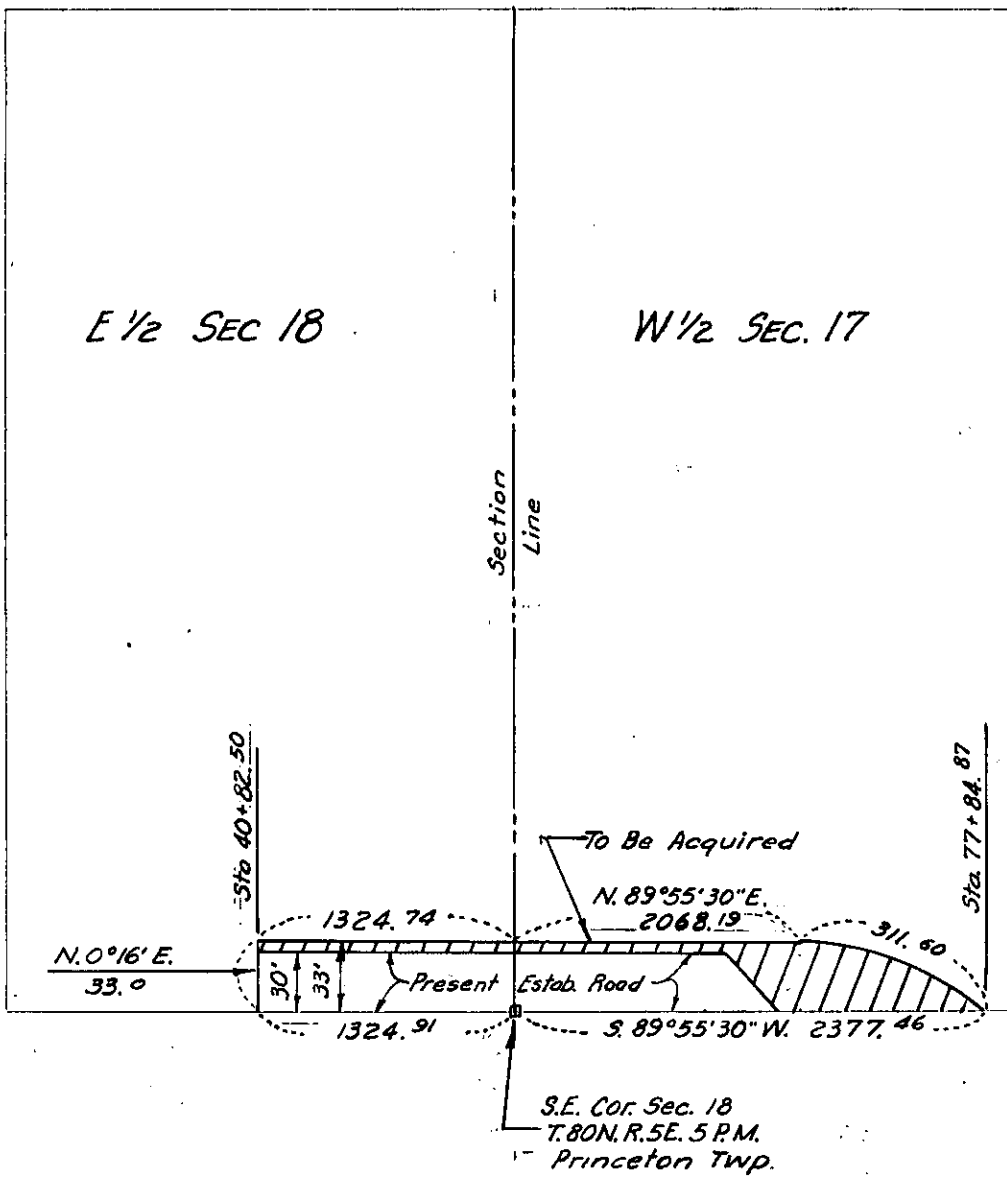 E 1/2 SEC 18
W 1/2 SEC. 17
Section
Line
Sta 40+82.50
Sta. 77+84.87
To Be Acquired
N. 89°55'30"E.
1324.74
2068.19
311.60
N. 0°16' E.
33.0
30'
33'
Present Estab. Road
1324.91
S. 89°55'30" W. 2377.46
S.E. Cor. Sec. 18
T.80N. R.5E. 5 P.M.
Princeton Twp.